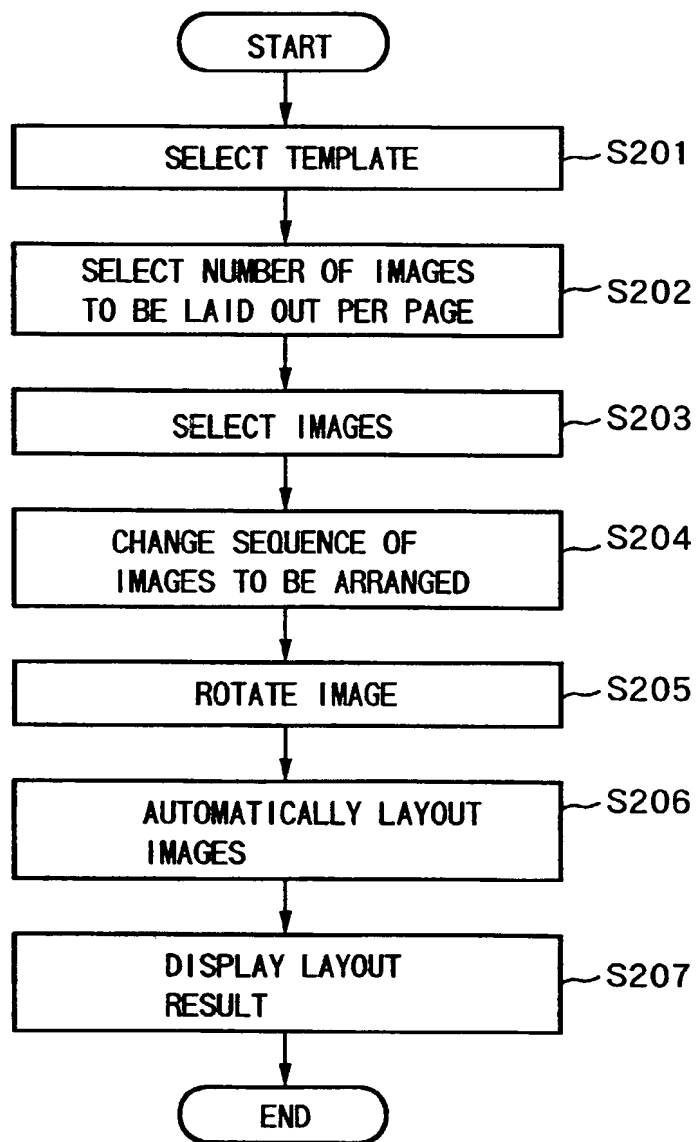 START
SELECT TEMPLATE
S201
SELECT NUMBER OF IMAGES
TO BE LAID OUT PER PAGE
S202
SELECT IMAGES
S203
CHANGE SEQUENCE OF
IMAGES TO BE ARRANGED
S204
ROTATE IMAGE
S205
AUTOMATICALLY LAYOUT
IMAGES
S206
DISPLAY LAYOUT
RESULT
S207
END